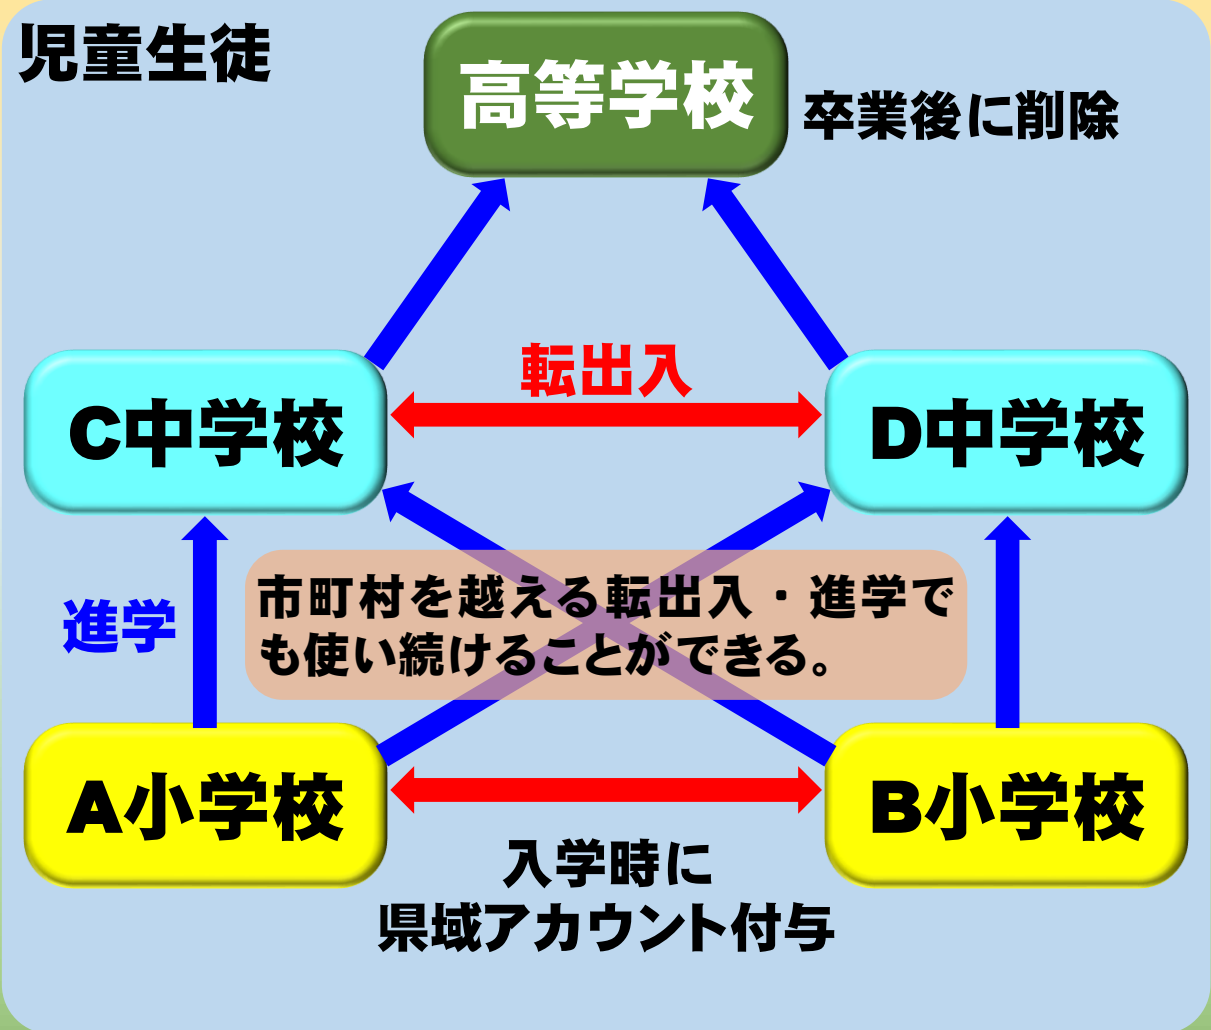 児童生徒
高等学校
卒業後に削除
転出入
C中学校
D中学校
市町村を越える転出入・進学で
も使い続けることができる。
進学
A小学校
B小学校
入学時に
県域アカウント付与